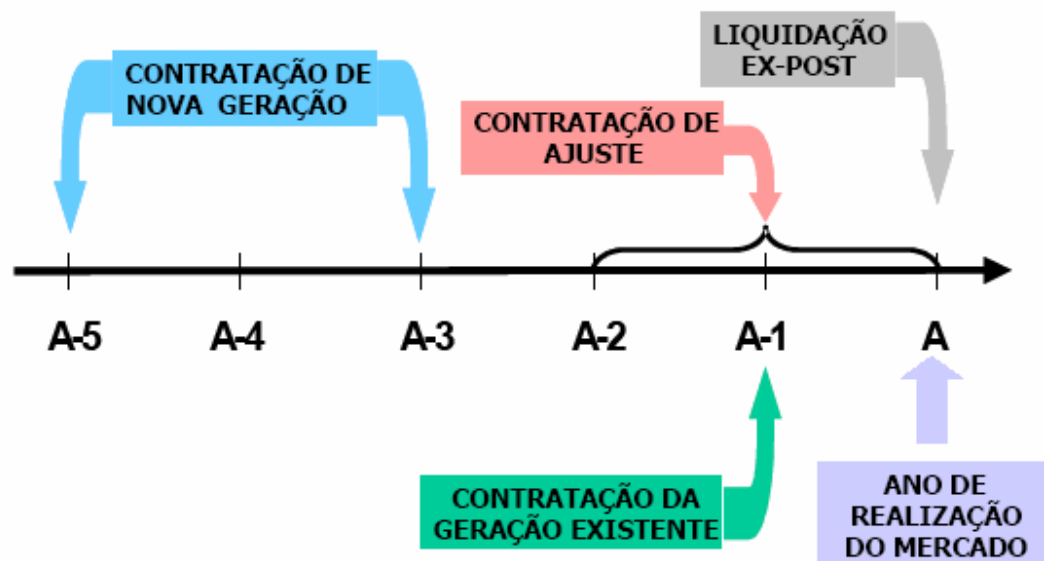 LIQUIDAÇÃO
EX-POST
CONTRATAÇÃO DE
NOVA GERAÇÃO
CONTRATAÇÃO DE
AJUSTE
A-5
A-4
A-3
A-2
A-1
A
CONTRATAÇÃO DA
GERAÇÃO EXISTENTE
ANO DE
REALIZAÇÃO
DO MERCADO